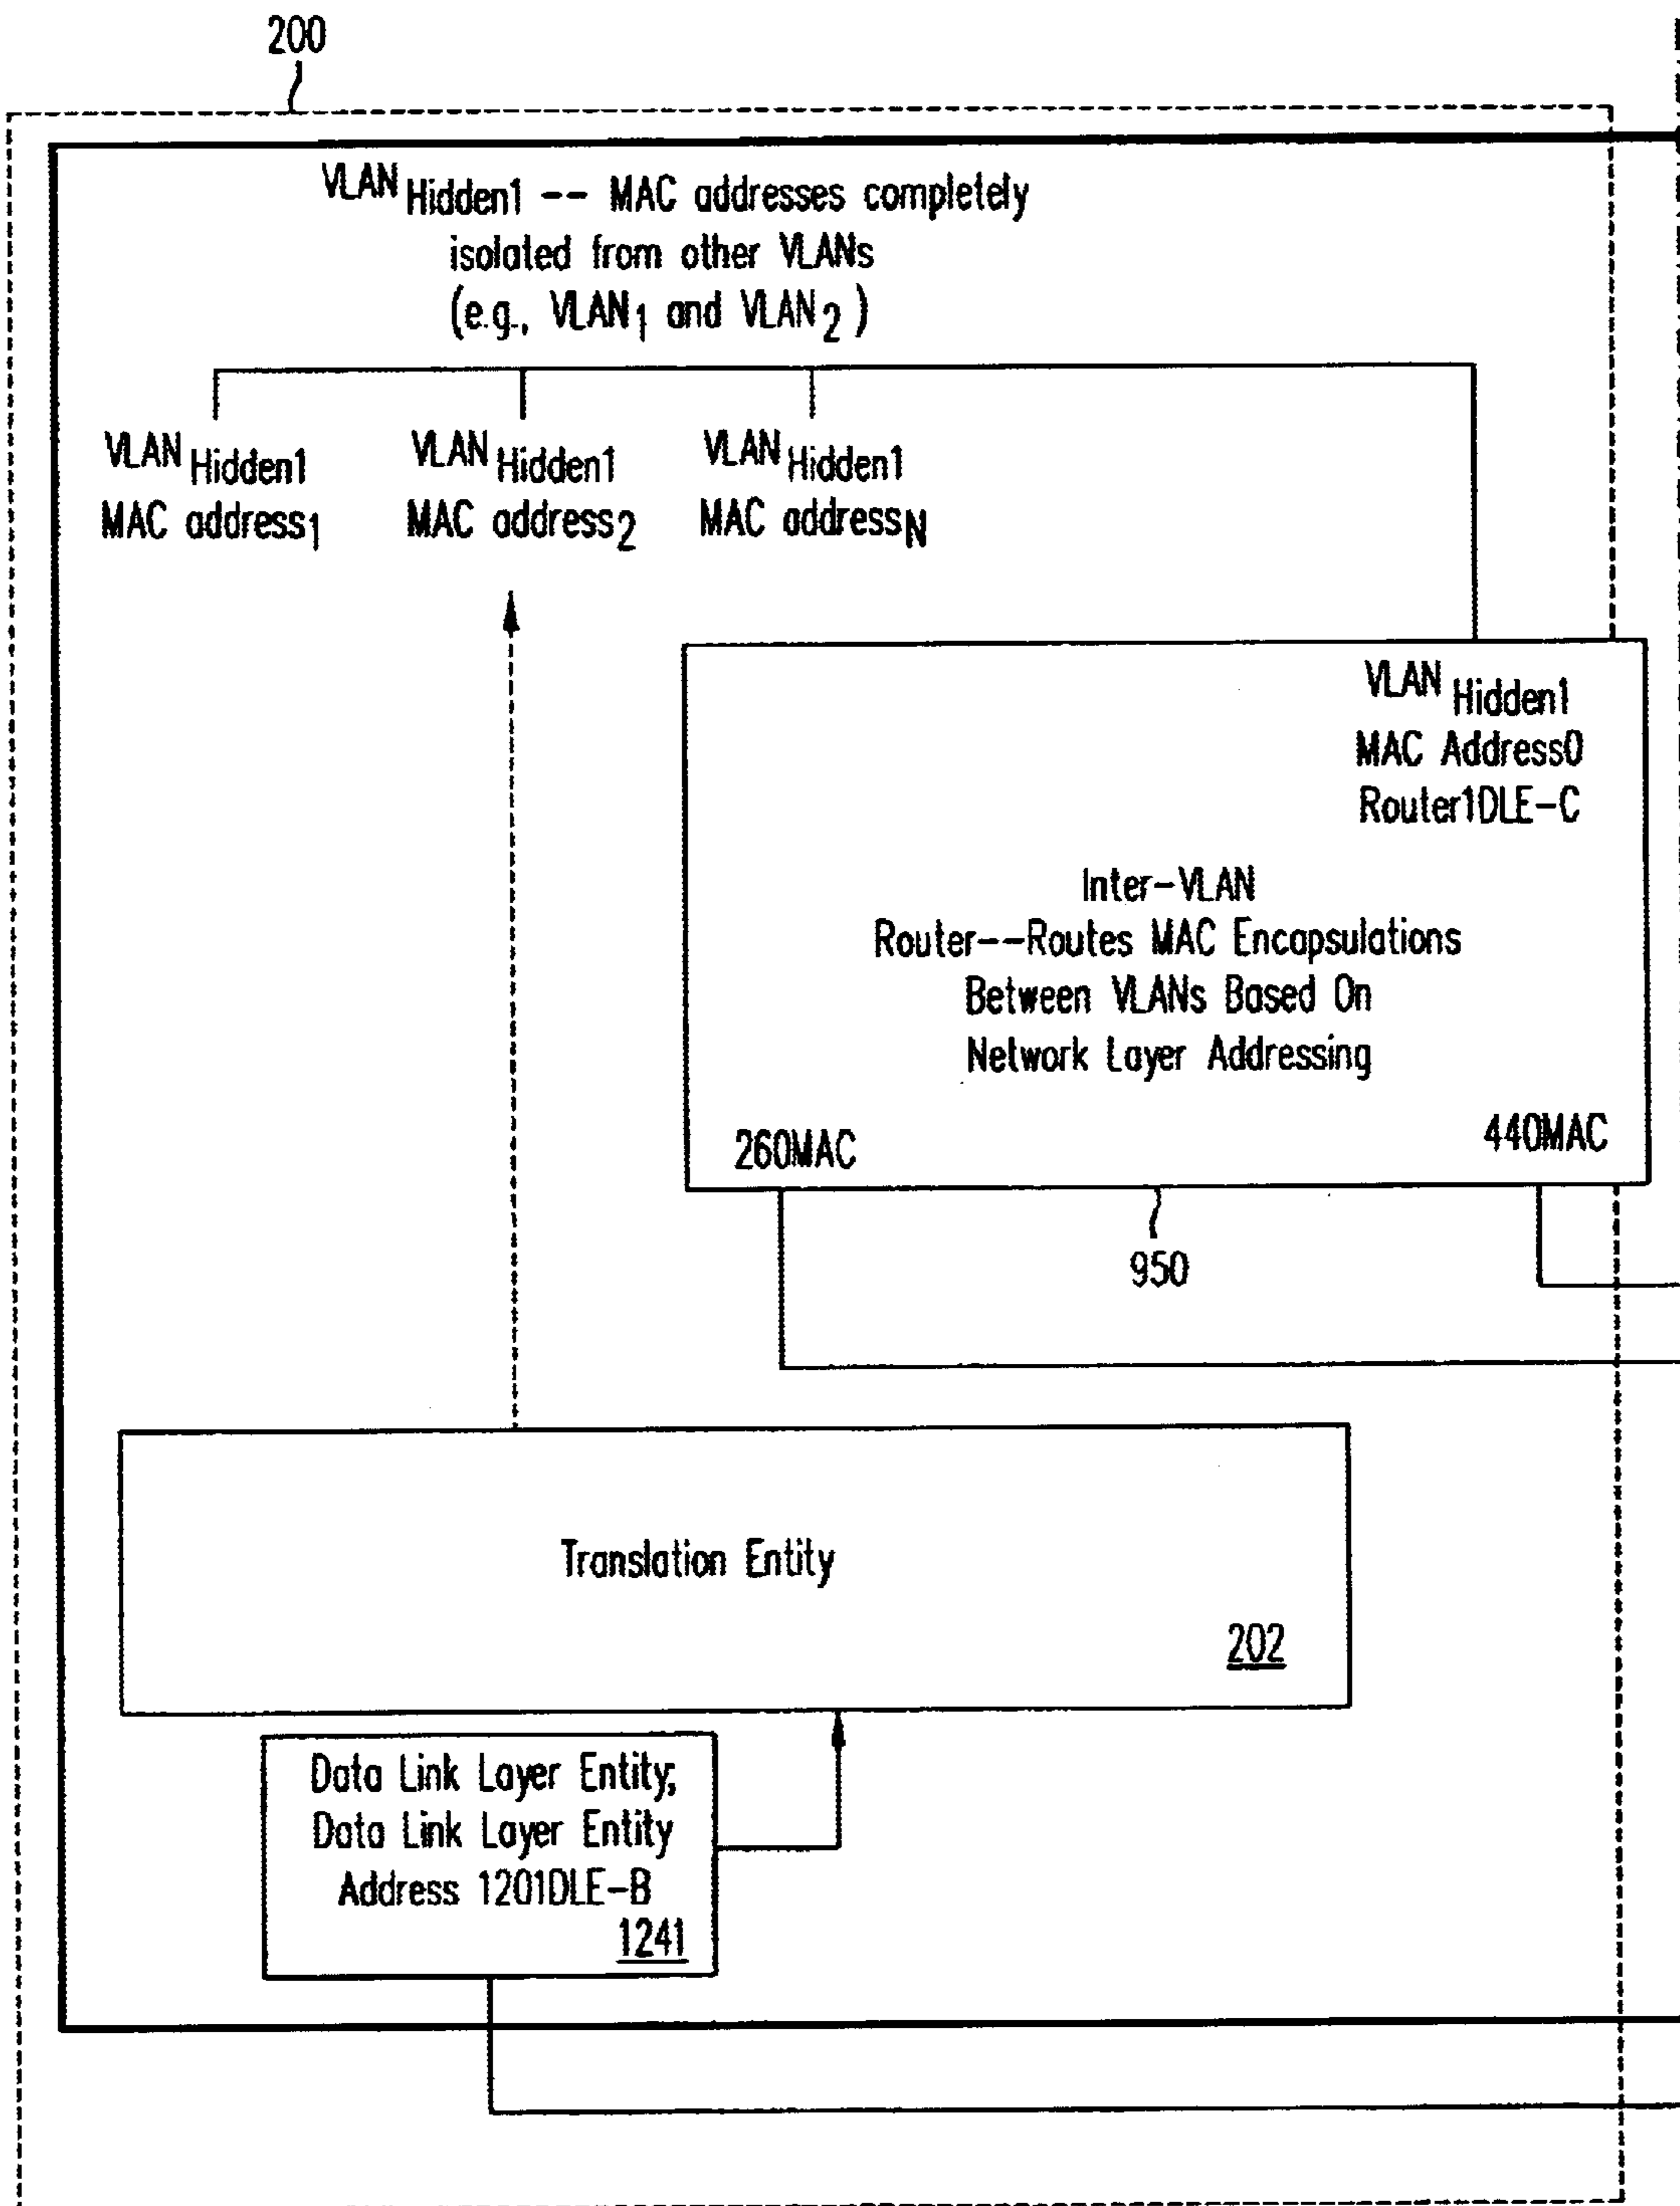 200
VLAN Hidden1 -- MAC addresses completely
isolated from other VLANs
(e.g., VLAN1 and VLAN2)
VLAN Hidden1
MAC address1
VLAN Hidden1
MAC address2
VLAN Hidden1
MAC addressN
VLAN Hidden1
MAC Address0
Router1DLE-C
Inter-VLAN
Router--Routes MAC Encapsulations
Between VLANs Based On
Network Layer Addressing
260MAC
440MAC
950
Translation Entity
202
Data Link Layer Entity;
Data Link Layer Entity
Address 1201DLE-B
1241